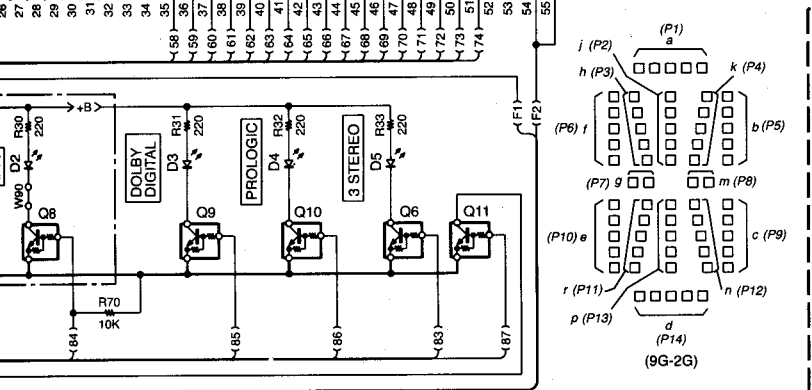 26 27 28 29 30 31 32 33 34 35 36 37 38 39 40 41 42 43 44 45 46 47 48 49 50 51 52 53 54 55
58 59 60 61 62 63 64 65 66 67 68 69 70 71 72 73 74
+B
F1
F2
R30 220
D2
W90
Q8
R31 220
DOLBY DIGITAL
D3
Q9
R32 220
PROLOGIC
D4
Q10
R33 220
3 STEREO
D5
Q6
Q11
R70
10K
84
85
86
83
87
(P1)
a
j (P2)
h (P3)
k (P4)
(P6) f
b (P5)
(P7) g
m (P8)
(P10) e
c (P9)
r (P11)
n (P12)
p (P13)
d
(P14)
(9G-2G)